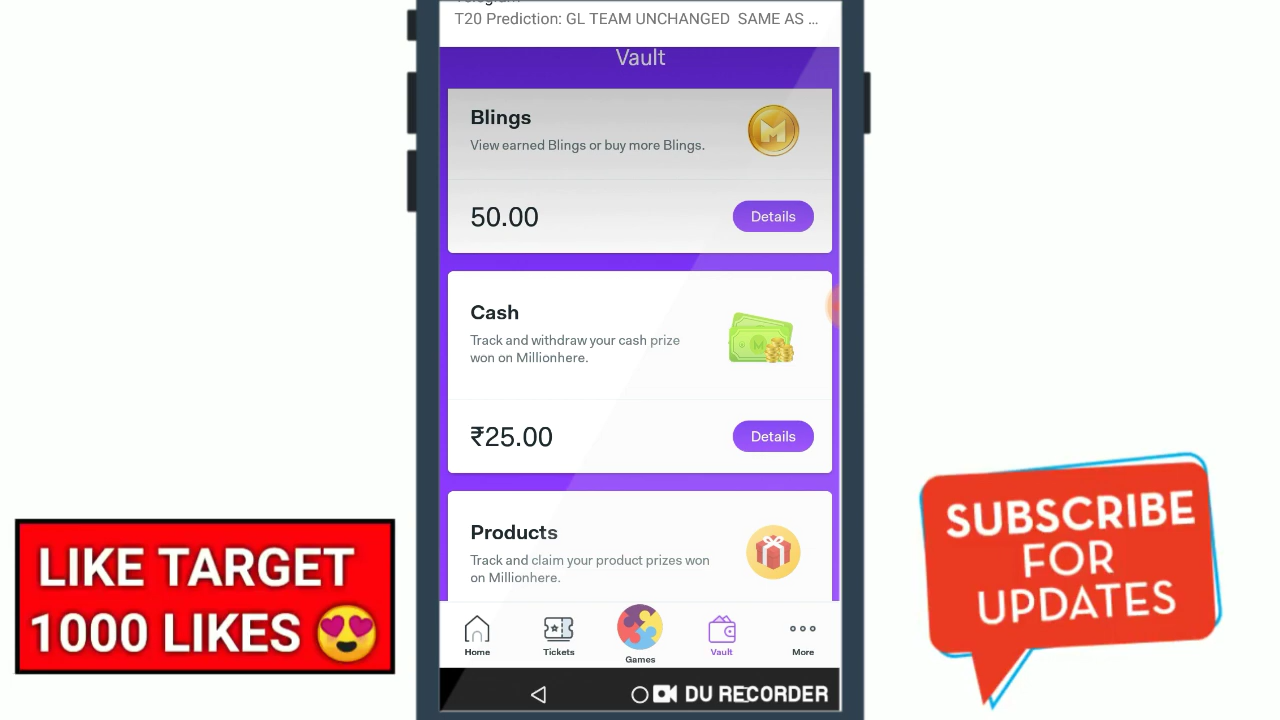 T20 Prediction: GL TEAM UNCHANGED SAME AS ...
Vault
Blings
View earned Blings or buy more Blings.
50.00
Details
Cash
Track and withdraw your cash prize
won on Millionhere.
₹25.00
Details
Products
Track and claim your product prizes won
on Millionhere.
Home
Tickets
Games
Vault
More
DU RECORDER
LIKE TARGET
1000 LIKES 😍
SUBSCRIBE
FOR
UPDATES